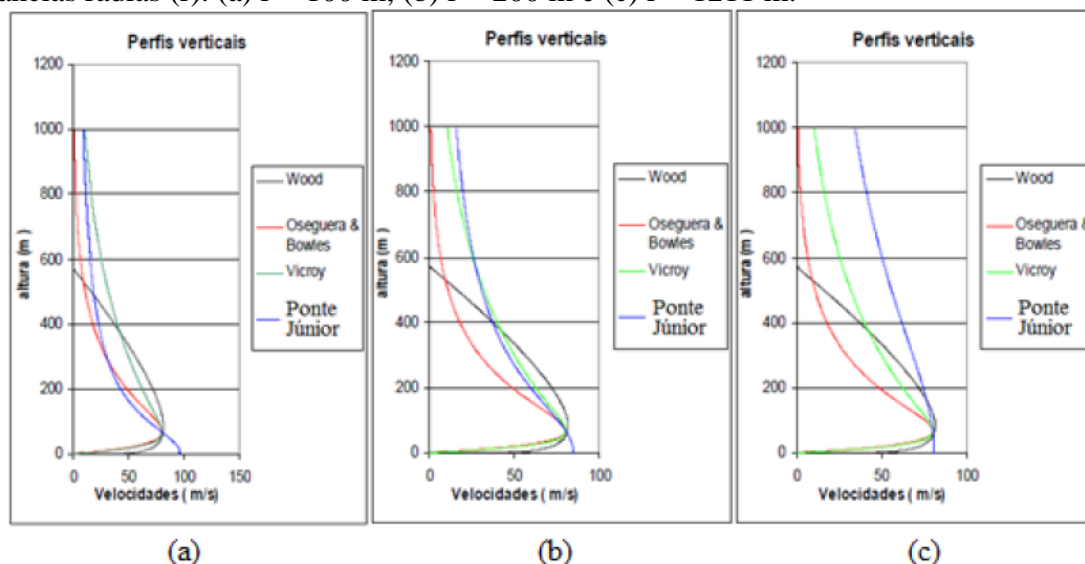 âncias radias (r): (a) r = 100 m, (b) r = 200 m e (c) r = 1211 m.
Perfis verticais
1200
1000
800
600
400
200
0
altura (m )
0 50 100 150
Velocidades ( m/s)
Wood
Oseguera &
Bowles
Vicroy
Ponte
Júnior
(a)
Perfis verticais
1200
1000
800
600
400
200
0
altura (m )
0 50 100
Velocidades ( m/s)
Wood
Oseguera &
Bowles
Vicroy
Ponte
Júnior
(b)
Perfis verticais
1200
1000
800
600
400
200
0
altura (m )
0 50 100
Velocidades ( m/s)
Wood
Oseguera &
Bowles
Vicroy
Ponte
Júnior
(c)